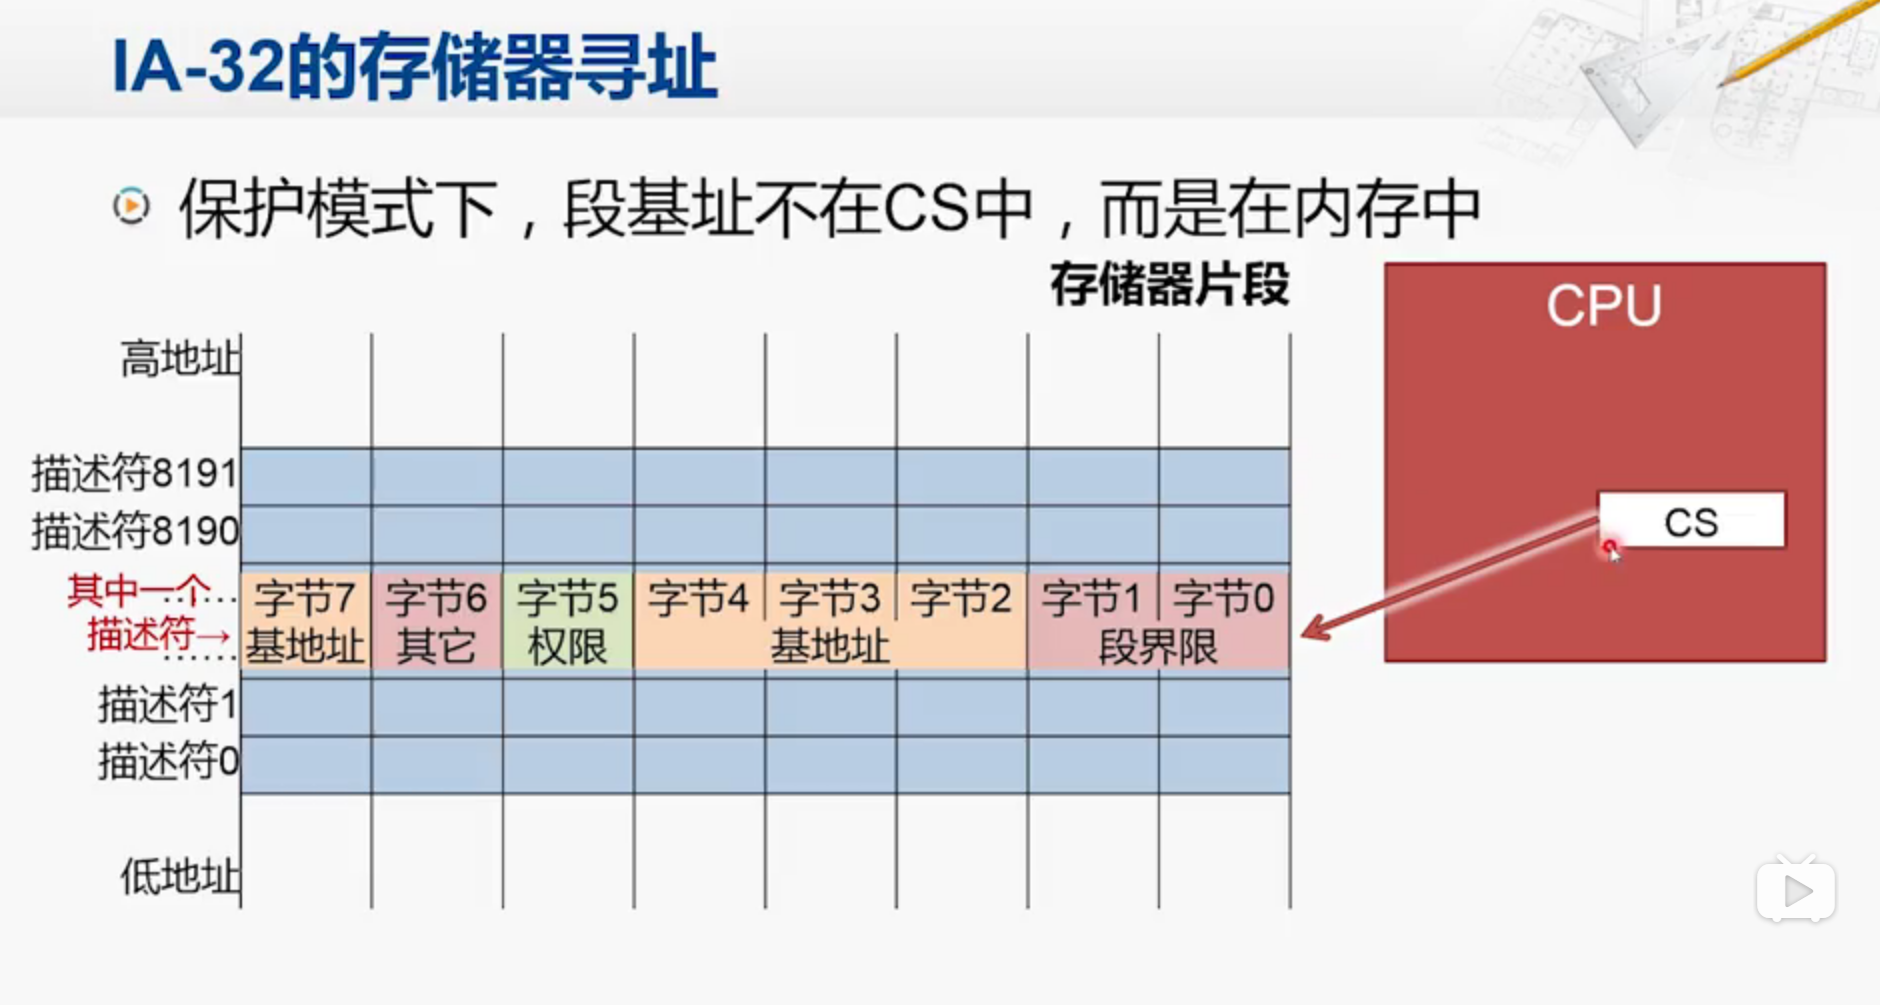 IA-32的存储器寻址
保护模式下，段基址不在CS中，而是在内存中
存储器片段
CPU
CS
高地址
描述符8191
描述符8190
其中一个……
描述符→
……
字节7 字节6 字节5 字节4 字节3 字节2 字节1 字节0
基地址 其它 权限 基地址 段界限
描述符1
描述符0
低地址